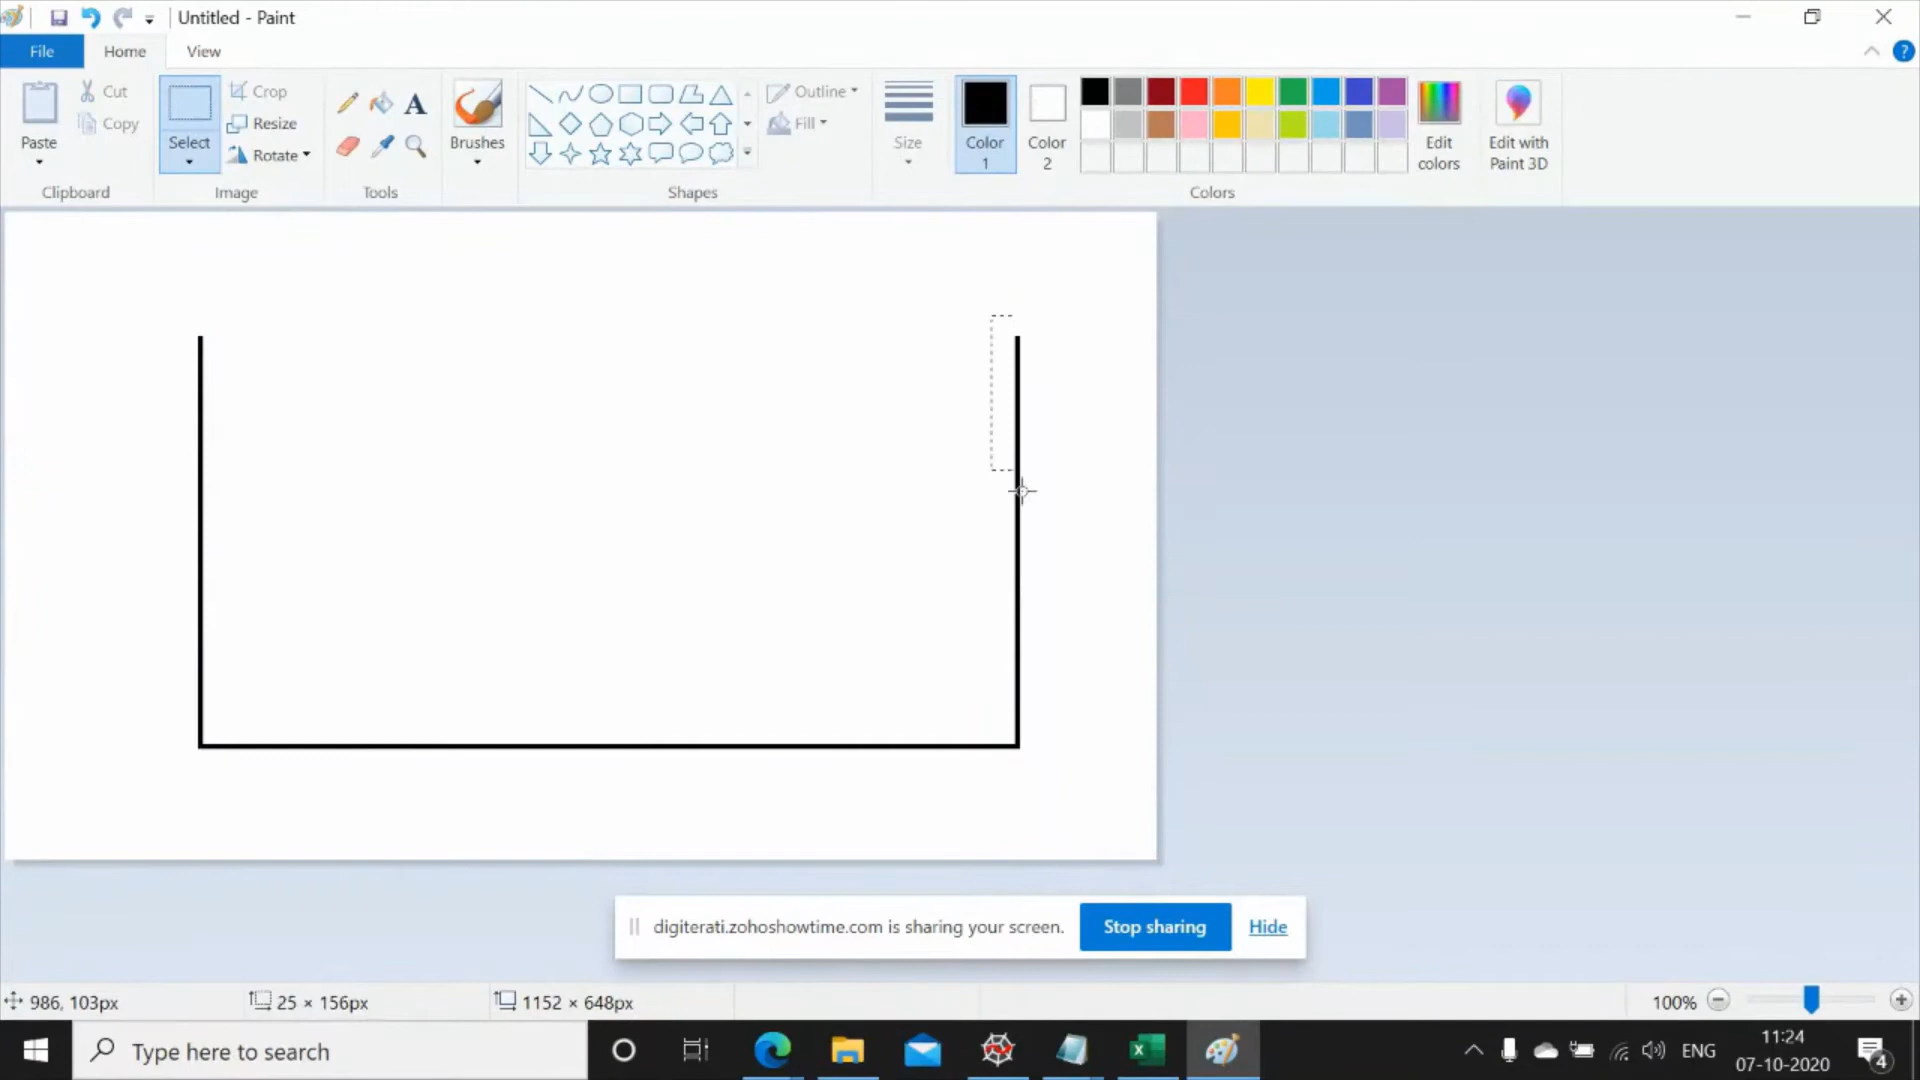 Untitled - Paint
File Home View
Paste
Cut
Copy
Clipboard
Select
Crop
Resize
Rotate
Image
A
Tools
Brushes
Shapes
Outline
Fill
Size
Color 1
Color 2
Colors
Edit colors
Edit with Paint 3D
digiterati.zohoshowtime.com is sharing your screen. Stop sharing Hide
986, 103px 25 × 156px 1152 × 648px 100%
Type here to search
ENG
11:24
07-10-2020
4